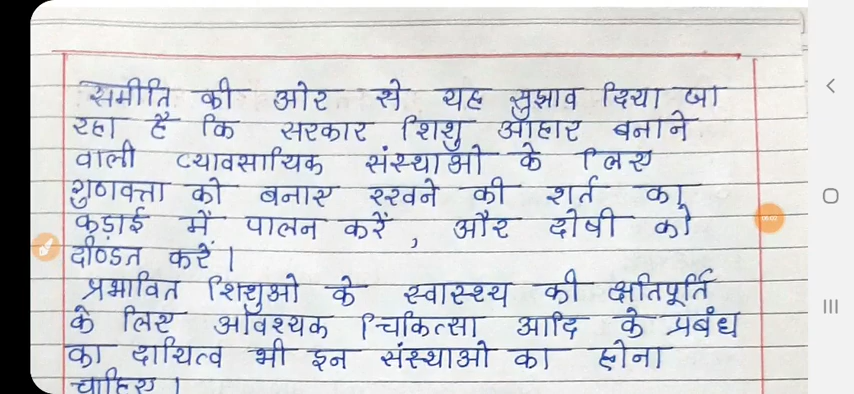 समीति की ओर से यह सुझाव दिया जा
रहा है कि सरकार शिशु आहार बनाने
वाली व्यावसायिक संस्थाओ के लिए
गुणवत्ता को बनाए रखने की शर्त का
कड़ाई में पालन करें, और दोषी को
दण्डित करें।
प्रभावित शिशुओ के स्वास्थ्य की क्षतिपूर्ति
के लिए आवश्यक चिकित्सा आदि के प्रबंध
का दायित्व भी इन संस्थाओ का होना
चाहिए।